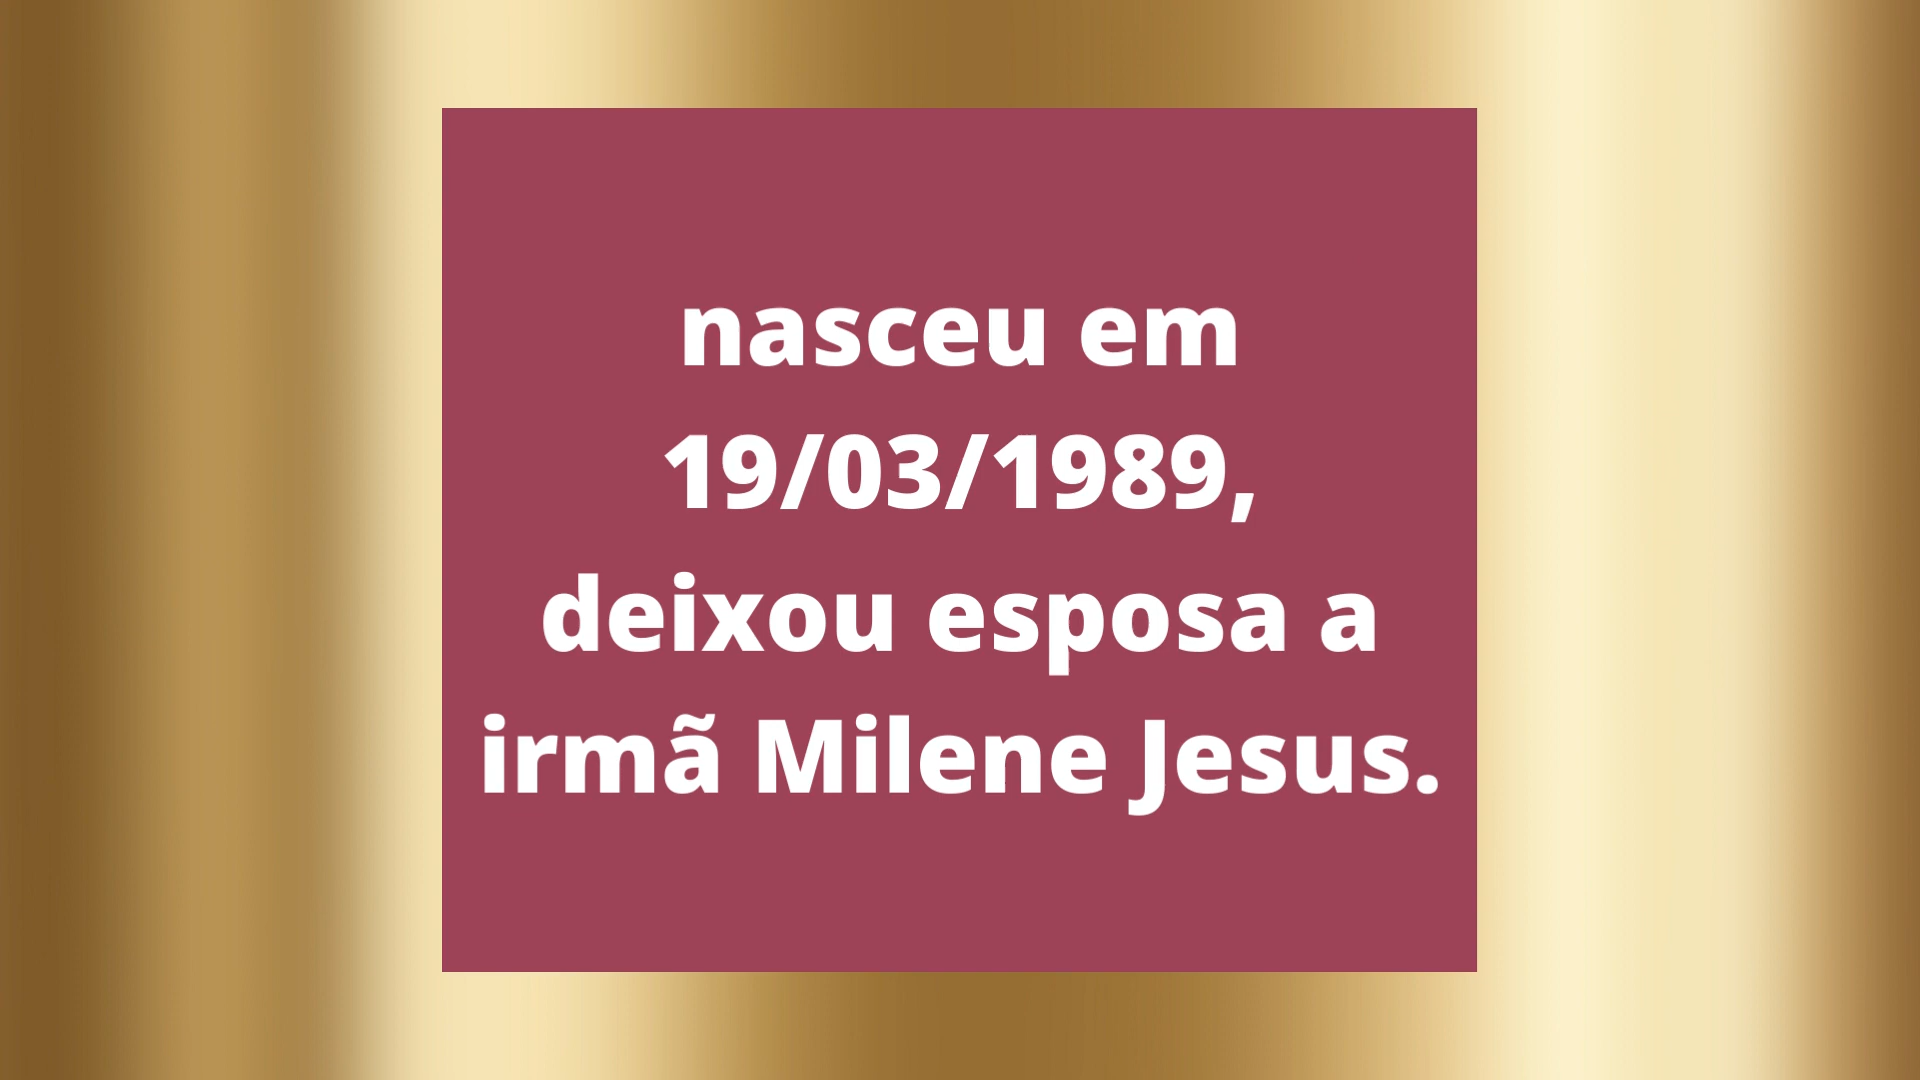 nasceu em
19/03/1989,
deixou esposa a
irmã Milene Jesus.